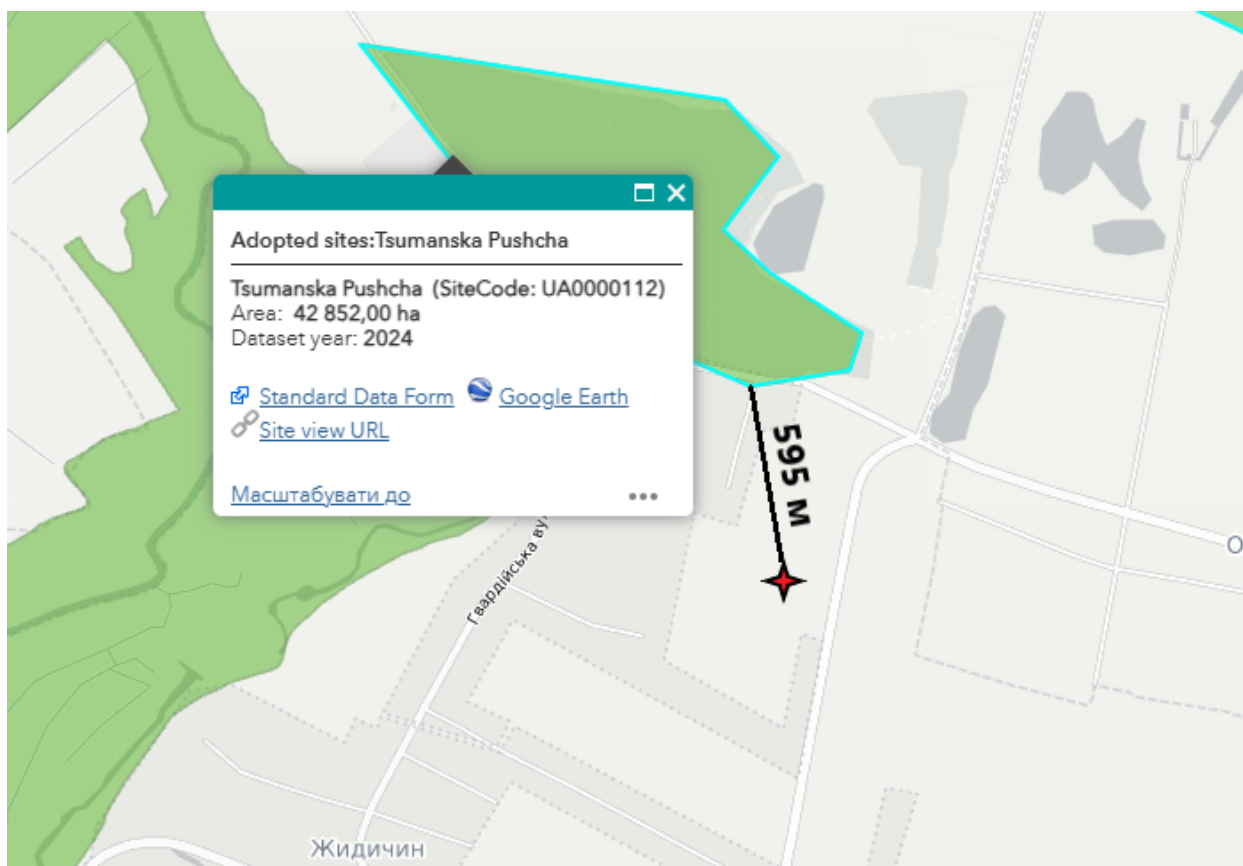 Adopted sites:Tsumanska Pushcha
Tsumanska Pushcha (SiteCode: UA0000112)
Area: 42 852,00 ha
Dataset year: 2024
Standard Data Form Google Earth
Site view URL
Масштабувати до
595 м
Гвардійська ву
О
Жидичин